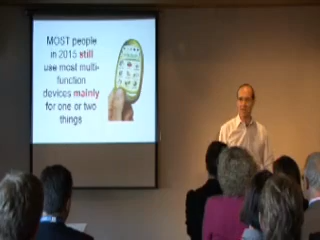 MOST people
in 2015 still
use most multi-
function
devices mainly
for one or two
things